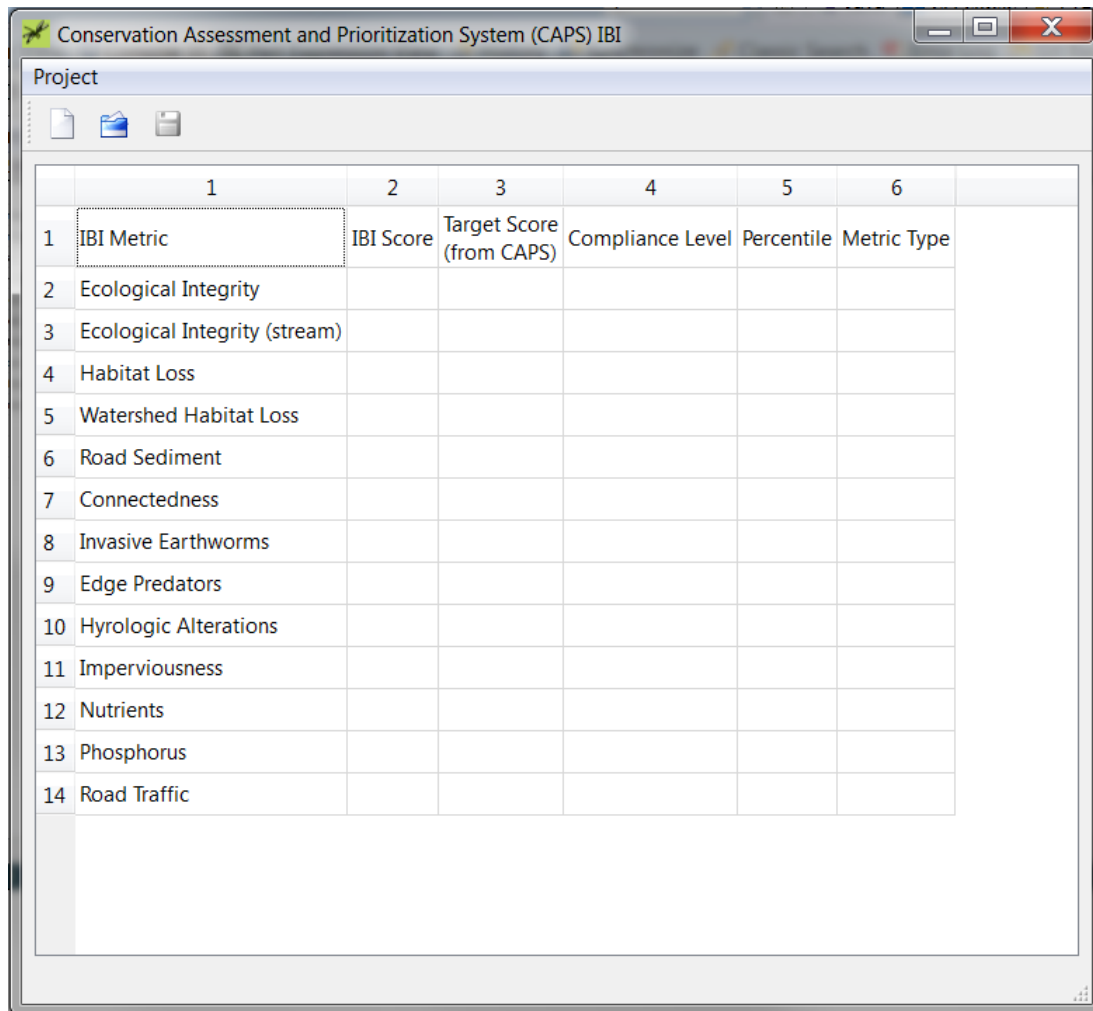 Conservation Assessment and Prioritization System (CAPS) IBI
Project
1 2 3 4 5 6
1 IBI Metric IBI Score Target Score (from CAPS) Compliance Level Percentile Metric Type
2 Ecological Integrity
3 Ecological Integrity (stream)
4 Habitat Loss
5 Watershed Habitat Loss
6 Road Sediment
7 Connectedness
8 Invasive Earthworms
9 Edge Predators
10 Hyrologic Alterations
11 Imperviousness
12 Nutrients
13 Phosphorus
14 Road Traffic